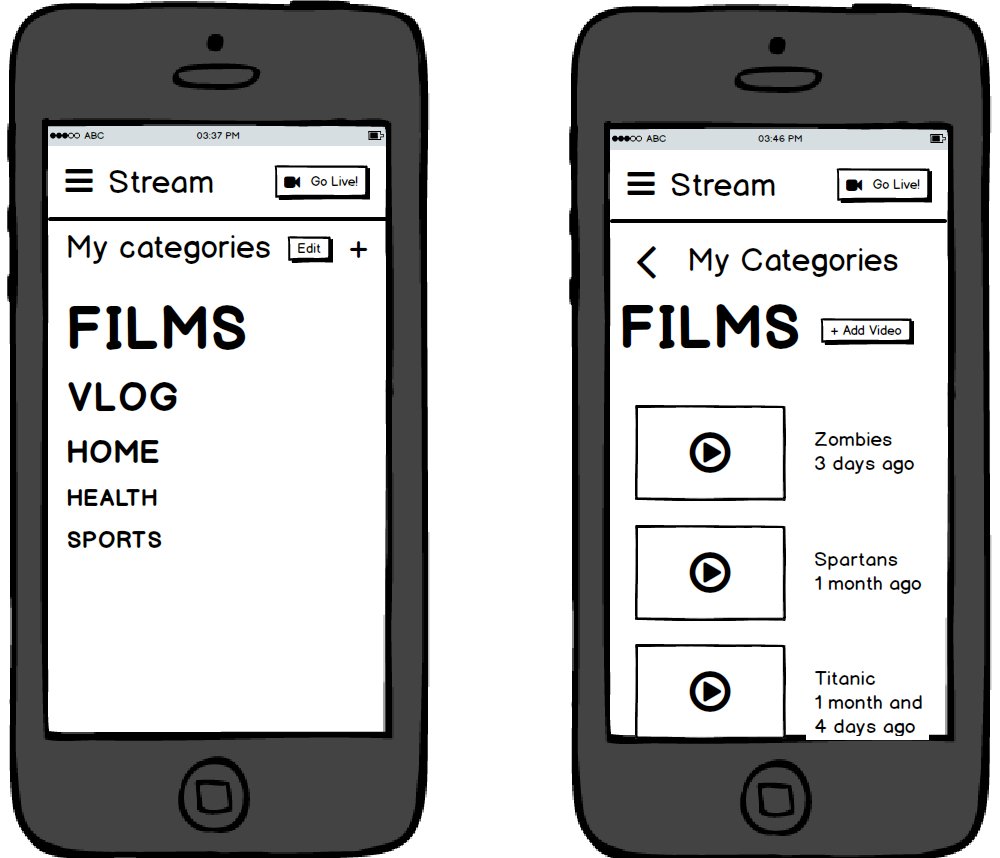 ABC 03:37 PM
Stream Go Live!
My categories Edit +
FILMS
VLOG
HOME
HEALTH
SPORTS
ABC 03:46 PM
Stream Go Live!
My Categories
FILMS + Add Video
Zombies
3 days ago
Spartans
1 month ago
Titanic
1 month and
4 days ago